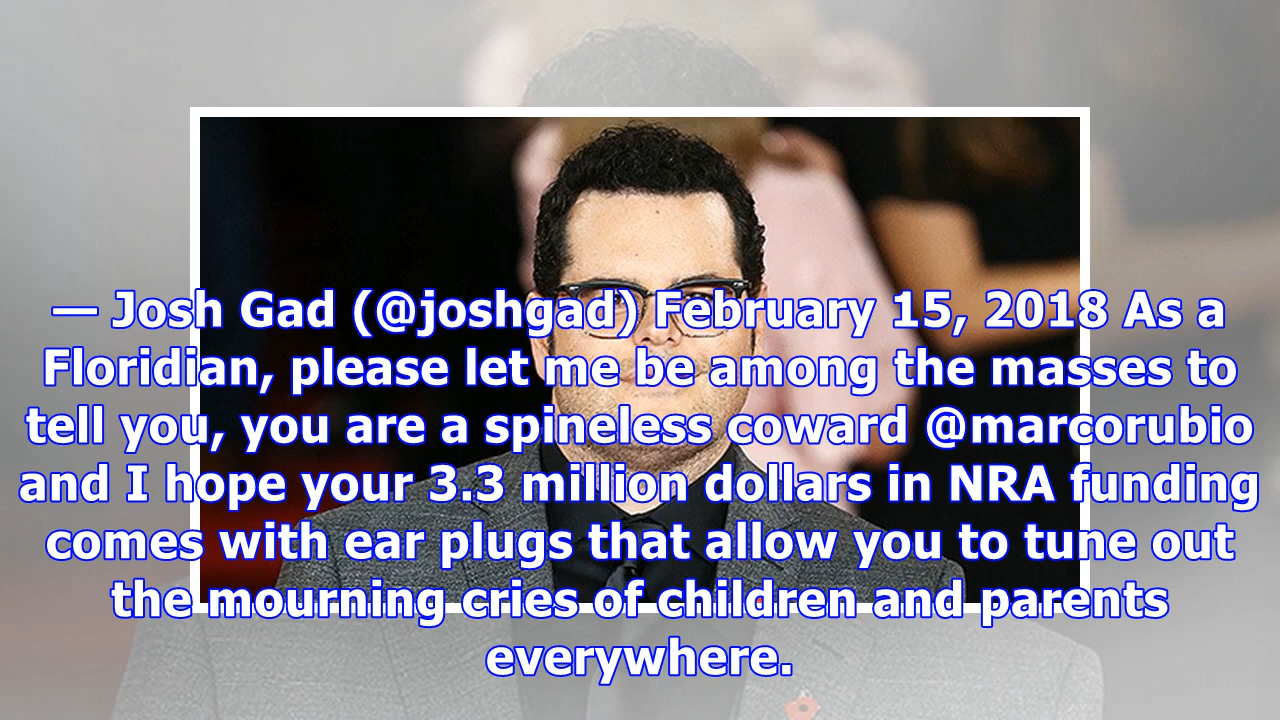 — Josh Gad (@joshgad) February 15, 2018 As a
Floridian, please let me be among the masses to
tell you, you are a spineless coward @marcorubio
and I hope your 3.3 million dollars in NRA funding
comes with ear plugs that allow you to tune out
the mourning cries of children and parents
everywhere.